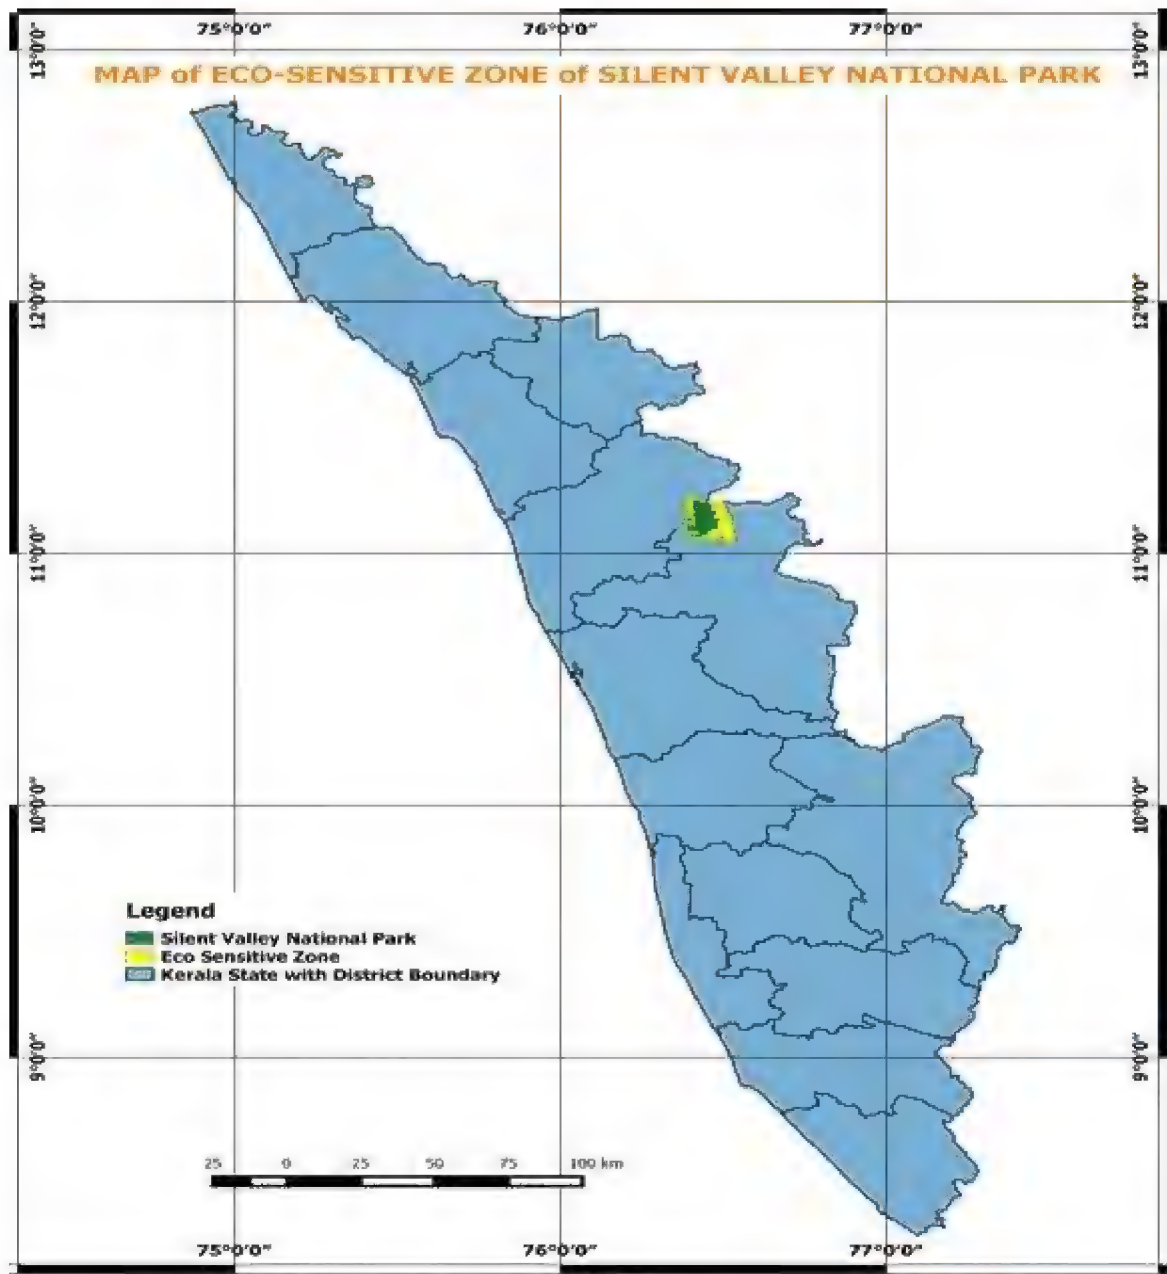 75°0'0" 76°0'0" 77°0'0"
13°0'0" 13°0'0"
MAP of ECO-SENSITIVE ZONE of SILENT VALLEY NATIONAL PARK
12°0'0" 12°0'0"
11°0'0" 11°0'0"
10°0'0" 10°0'0"
Legend
Silent Valley National Park
Eco Sensitive Zone
Kerala State with District Boundary
9°0'0" 9°0'0"
25 0 25 50 75 100 km
75°0'0" 76°0'0" 77°0'0"